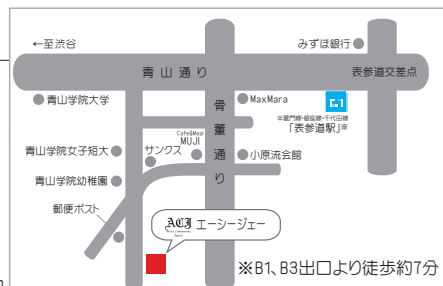 ←至渋谷
みずほ銀行
青山通り
表参道交差点
青山学院大学
骨董通り
MaxMara
半蔵門線・銀座線・千代田線
「表参道駅」※
Cafe&Meal
MUJI
青山学院女子短大
サンクス
小原流会館
青山学院幼稚園
郵便ポスト
ACJ エーシージェー
※B1、B3出口より徒歩約7分